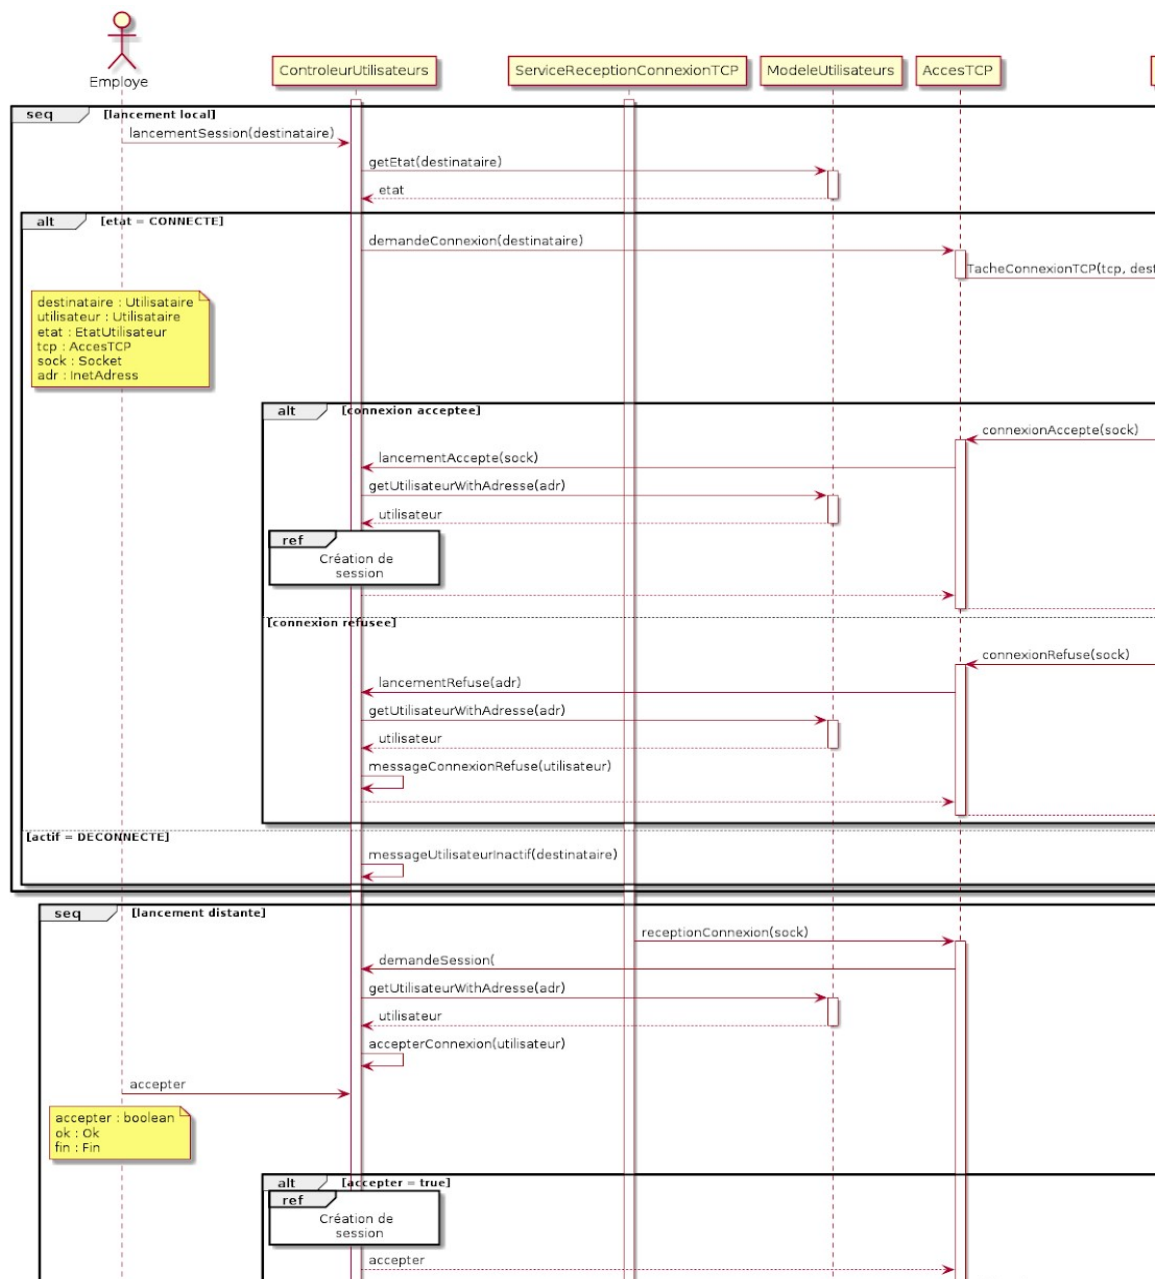 Employe
ControleurUtilisateurs
ServiceReceptionConnexionTCP
ModeleUtilisateurs
AccesTCP
seq
[lancement local]
lancementSession(destinataire)
getEtat(destinataire)
etat
alt
[etat = CONNECTE]
demandeConnexion(destinataire)
TacheConnexionTCP(tcp, dest
destinataire : Utilisataire
utilisateur : Utilisataire
etat : EtatUtilisateur
tcp : AccesTCP
sock : Socket
adr : InetAdress
alt
[connexion acceptee]
connexionAccepte(sock)
lancementAccepte(sock)
getUtilisateurWithAdresse(adr)
utilisateur
ref
Création de
session
[connexion refusee]
connexionRefuse(sock)
lancementRefuse(adr)
getUtilisateurWithAdresse(adr)
utilisateur
messageConnexionRefuse(utilisateur)
[actif = DECONNECTE]
messageUtilisateurInactif(destinataire)
seq
[lancement distante]
receptionConnexion(sock)
demandeSession(
getUtilisateurWithAdresse(adr)
utilisateur
accepterConnexion(utilisateur)
accepter
accepter : boolean
ok : Ok
fin : Fin
alt
[accepter = true]
ref
Création de
session
accepter